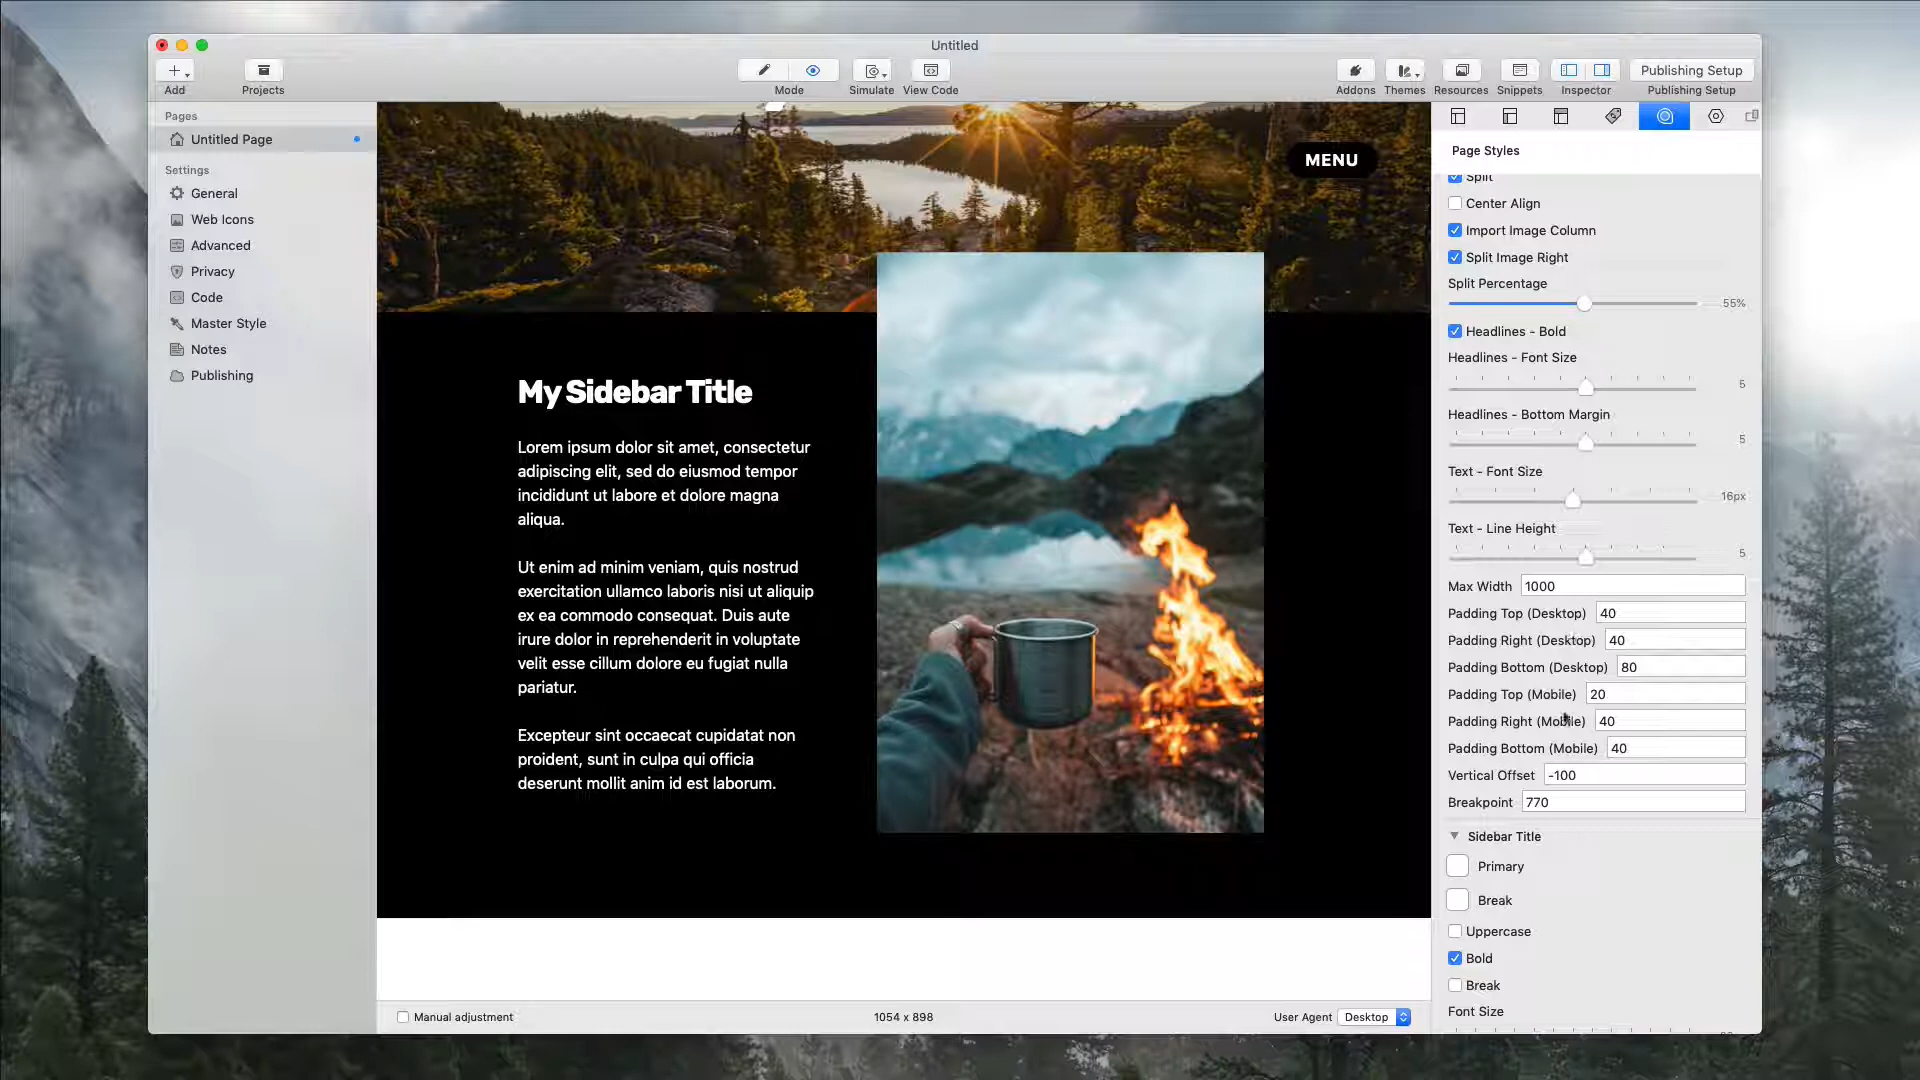 Untitled
Add
Projects
Mode
Simulate
View Code
Addons
Themes
Resources
Snippets
Inspector
Publishing Setup
Publishing Setup
Pages
Untitled Page
Settings
General
Web Icons
Advanced
Privacy
Code
Master Style
Notes
Publishing
MENU
My Sidebar Title
Lorem ipsum dolor sit amet, consectetur
adipiscing elit, sed do eiusmod tempor
incididunt ut labore et dolore magna
aliqua.
Ut enim ad minim veniam, quis nostrud
exercitation ullamco laboris nisi ut aliquip
ex ea commodo consequat. Duis aute
irure dolor in reprehenderit in voluptate
velit esse cillum dolore eu fugiat nulla
pariatur.
Excepteur sint occaecat cupidatat non
proident, sunt in culpa qui officia
deserunt mollit anim id est laborum.
Manual adjustment
1054 x 898
User Agent Desktop
Page Styles
Split
Center Align
Import Image Column
Split Image Right
Split Percentage
55%
Headlines - Bold
Headlines - Font Size
5
Headlines - Bottom Margin
5
Text - Font Size
16px
Text - Line Height
5
Max Width 1000
Padding Top (Desktop) 40
Padding Right (Desktop) 40
Padding Bottom (Desktop) 80
Padding Top (Mobile) 20
Padding Right (Mobile) 40
Padding Bottom (Mobile) 40
Vertical Offset -100
Breakpoint 770
Sidebar Title
Primary
Break
Uppercase
Bold
Break
Font Size